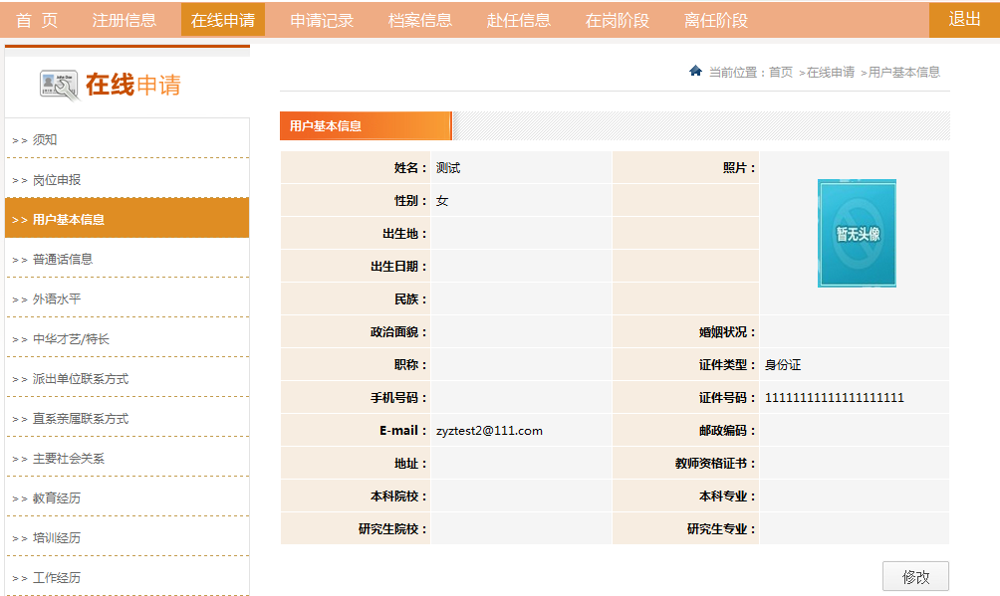 首 页 注册信息 在线申请 申请记录 档案信息 赴任信息 在岗阶段 离任阶段 退出
在线申请
当前位置：首页 >在线申请 >用户基本信息
>> 须知
>> 岗位申报
>> 用户基本信息
>> 普通话信息
>> 外语水平
>> 中华才艺/特长
>> 派出单位联系方式
>> 直系亲属联系方式
>> 主要社会关系
>> 教育经历
>> 培训经历
>> 工作经历
用户基本信息
姓名： 测试 照片：
暂无头像
性别： 女
出生地：
出生日期：
民族：
政治面貌： 婚姻状况：
职称： 证件类型： 身份证
手机号码： 证件号码： 11111111111111111111
E-mail： zyztest2@111.com 邮政编码：
地址： 教师资格证书：
本科院校： 本科专业：
研究生院校： 研究生专业：
修改